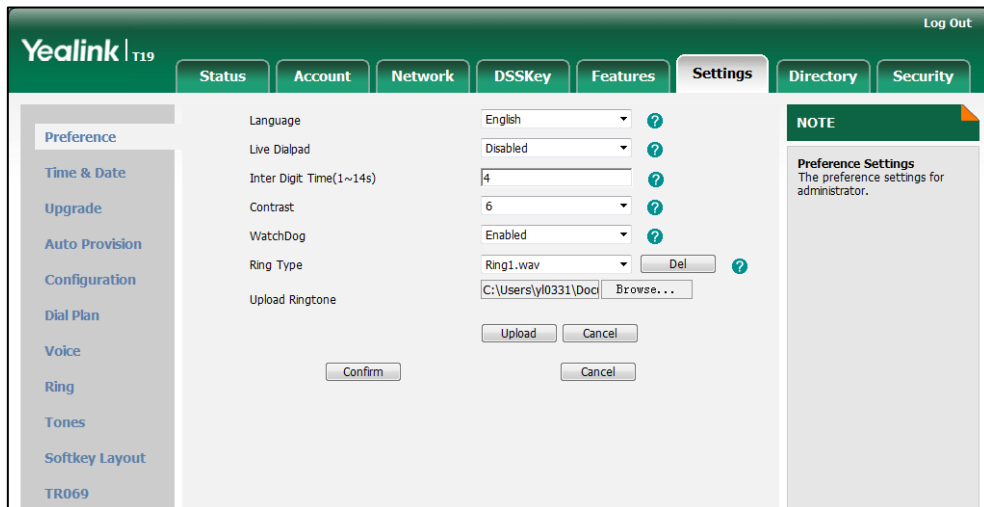 Log Out
Yealink T19
Status Account Network DSSKey Features Settings Directory Security
Preference
Time & Date
Upgrade
Auto Provision
Configuration
Dial Plan
Voice
Ring
Tones
Softkey Layout
TR069
Language English ?
Live Dialpad Disabled ?
Inter Digit Time(1~14s) 4 ?
Contrast 6 ?
WatchDog Enabled ?
Ring Type Ring1.wav Del ?
Upload Ringtone C:\Users\yl0331\Doc Browse...
Upload Cancel
Confirm Cancel
NOTE
Preference Settings
The preference settings for
administrator.